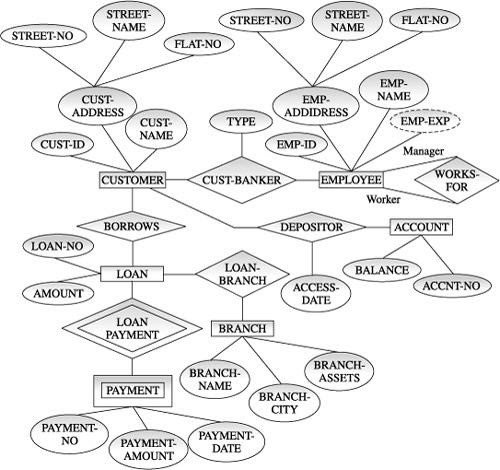 STREET-
NAME
STREET-NO
FLAT-NO
STREET-
NAME
STREET-NO
FLAT-NO
CUST-
ADDRESS
CUST-
NAME
CUST-ID
TYPE
EMP-
ADDIDRESS
EMP-
NAME
EMP-EXP
EMP-ID
Manager
CUSTOMER
CUST-BANKER
EMPLOYEE
WORKS-
FOR
Worker
BORROWS
DEPOSITOR
ACCOUNT
LOAN-NO
LOAN
AMOUNT
LOAN-
BRANCH
ACCESS-
DATE
BALANCE
ACCNT-NO
LOAN
PAYMENT
BRANCH
BRANCH-
NAME
BRANCH-
CITY
BRANCH-
ASSETS
PAYMENT
PAYMENT-
NO
PAYMENT-
AMOUNT
PAYMENT-
DATE